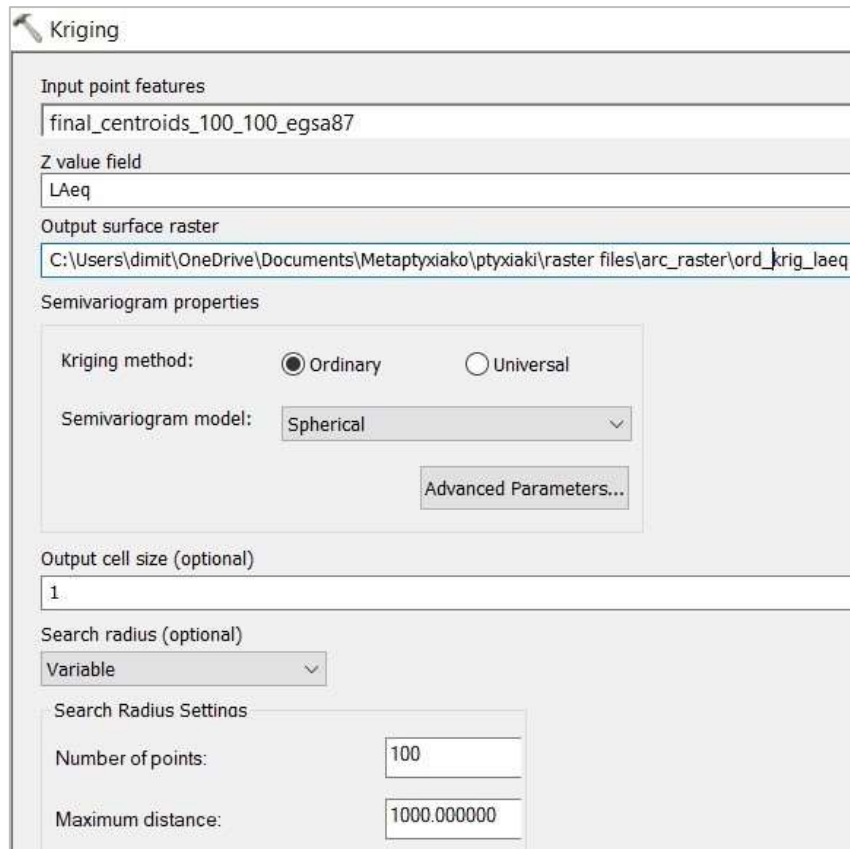 Kriging
Input point features
final_centroids_100_100_egsa87
Z value field
LAeq
Output surface raster
C:\Users\dimit\OneDrive\Documents\Metaptyxiako\ptyxiaki\raster files\arc_raster\ord_krig_laeq
Semivariogram properties
Kriging method: Ordinary Universal
Semivariogram model: Spherical
Advanced Parameters...
Output cell size (optional)
1
Search radius (optional)
Variable
Search Radius Settings
Number of points: 100
Maximum distance: 1000.000000